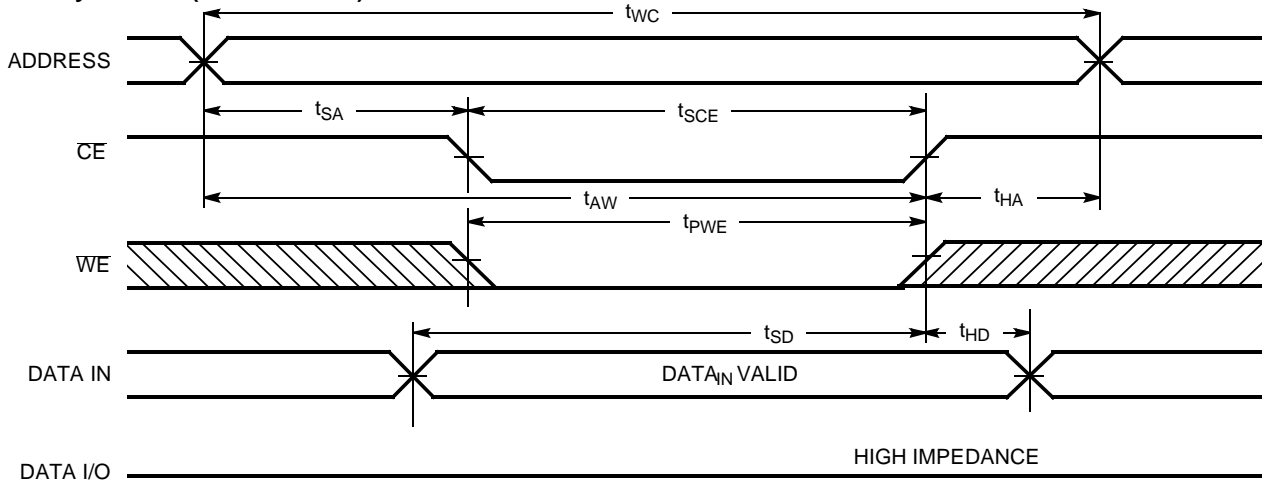 tWC
ADDRESS
tSA
tSCE
CE
tAW
tHA
tPWE
WE
tSD
tHD
DATA IN
DATAIN VALID
HIGH IMPEDANCE
DATA I/O